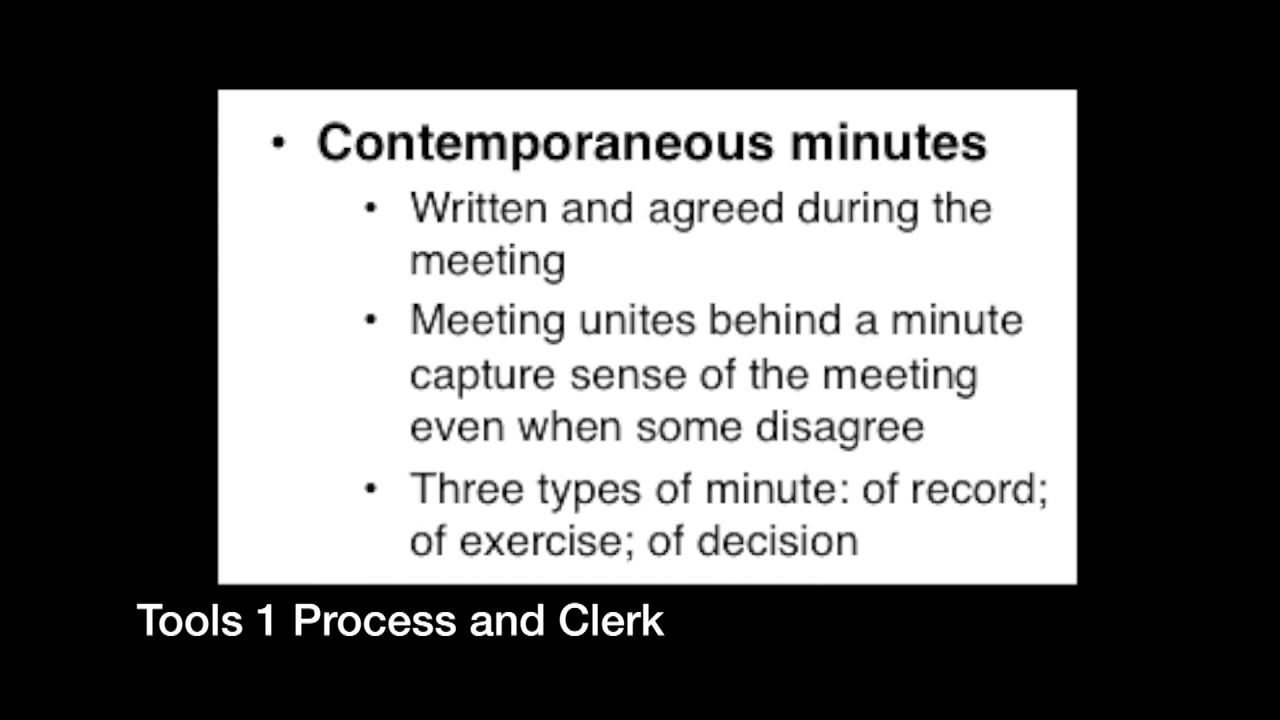 • Contemporaneous minutes
• Written and agreed during the
meeting
• Meeting unites behind a minute
capture sense of the meeting
even when some disagree
• Three types of minute: of record;
of exercise; of decision
Tools 1 Process and Clerk